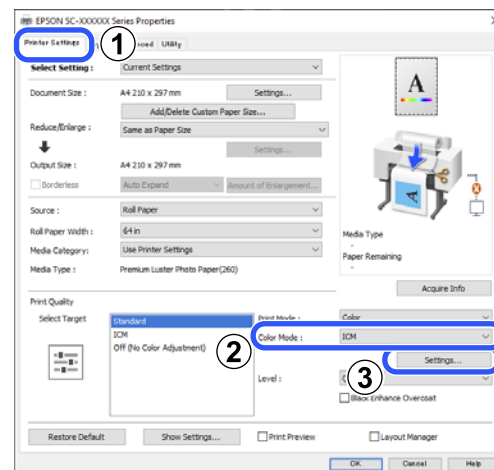 EPSON SC-XXXXXX Series Properties
Printer Settings 1 Utility
Select Setting : Current Settings
Document Size : A4 210 x 297 mm Settings...
Add/Delete Custom Paper Size...
Reduce/Enlarge : Same as Paper Size
Settings...
Output Size : A4 210 x 297 mm
Borderless Auto Expand Amount of Enlargement...
A
Source : Roll Paper
Roll Paper Width : 64 in
Media Category: Use Printer Settings
Media Type : Premium Luster Photo Paper(260)
Media Type
-
Paper Remaining
-
Acquire Info
Print Quality
Select Target
Standard
ICM
Off (No Color Adjustment)
Print Mode : Color
2 Color Mode : ICM
3 Settings...
Level :
Black Enhance Overcoat
Restore Default Show Settings... Print Preview Layout Manager
OK Cancel Help